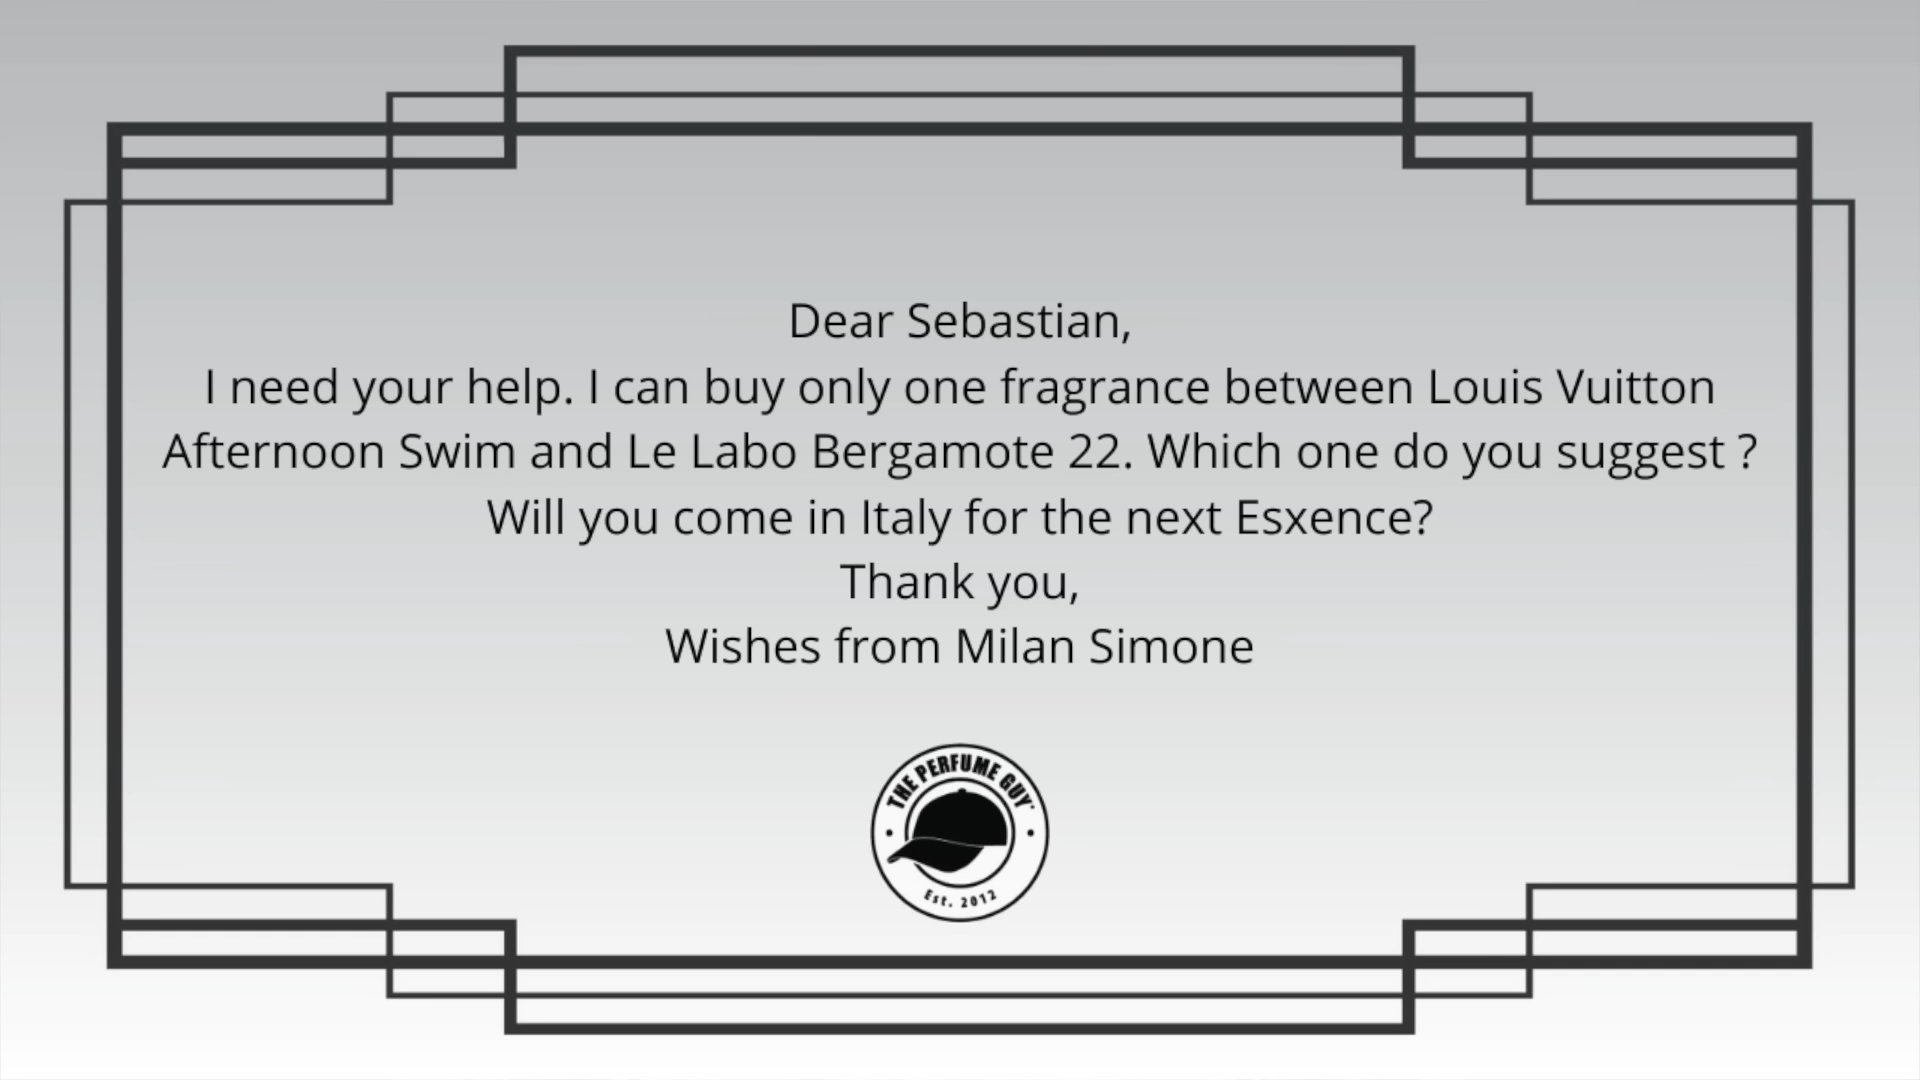 Dear Sebastian,
I need your help. I can buy only one fragrance between Louis Vuitton
Afternoon Swim and Le Labo Bergamote 22. Which one do you suggest ?
Will you come in Italy for the next Esxence?
Thank you,
Wishes from Milan Simone
THE PERFUME GUY
Est. 2012